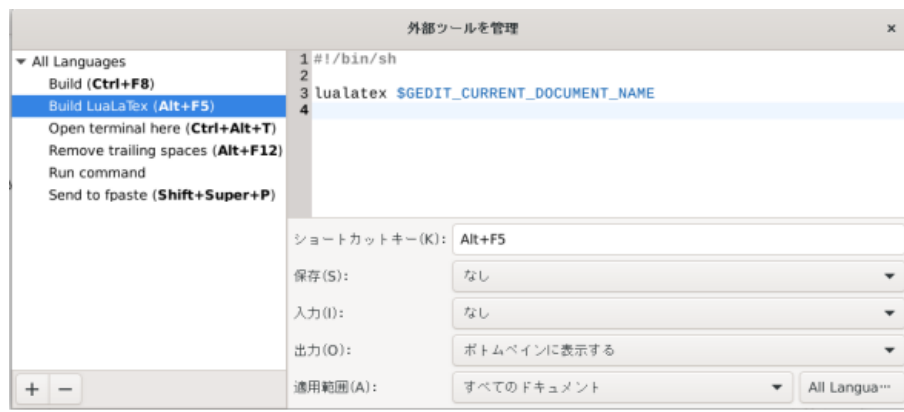 外部ツールを管理
All Languages
Build (Ctrl+F8)
Build LuaLaTex (Alt+F5)
Open terminal here (Ctrl+Alt+T)
Remove trailing spaces (Alt+F12)
Run command
Send to fpaste (Shift+Super+P)
1 #!/bin/sh
2
3 lualatex $GEDIT_CURRENT_DOCUMENT_NAME
4
ショートカットキー(K): Alt+F5
保存(S): なし
入力(I): なし
出力(O): ボトムペインに表示する
適用範囲(A): すべてのドキュメント All Langua…